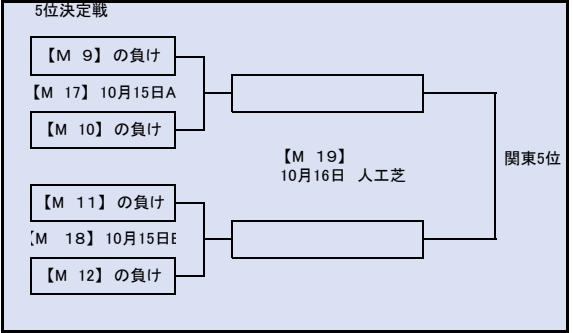 5位決定戦
【M 9】 の負け
【M 17】 10月15日A
【M 10】 の負け
【M 19】
10月16日 人工芝
関東5位
【M 11】 の負け
【M 18】 10月15日B
【M 12】 の負け